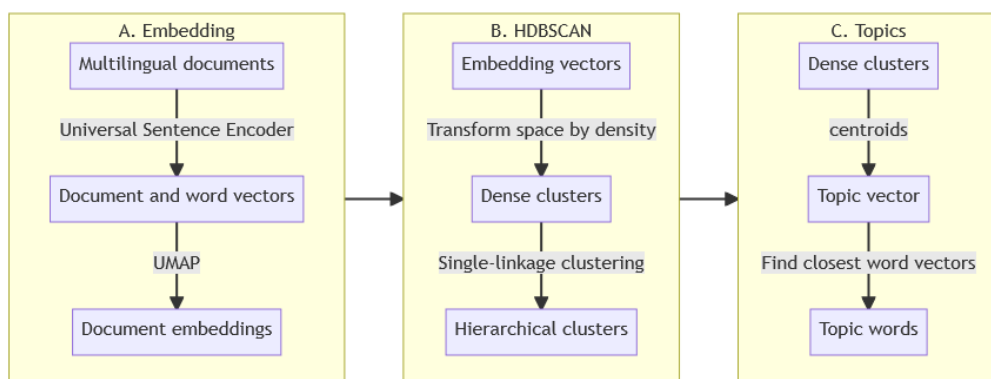 A. Embedding
Multilingual documents
Universal Sentence Encoder
Document and word vectors
UMAP
Document embeddings
B. HDBSCAN
Embedding vectors
Transform space by density
Dense clusters
Single-linkage clustering
Hierarchical clusters
C. Topics
Dense clusters
centroids
Topic vector
Find closest word vectors
Topic words